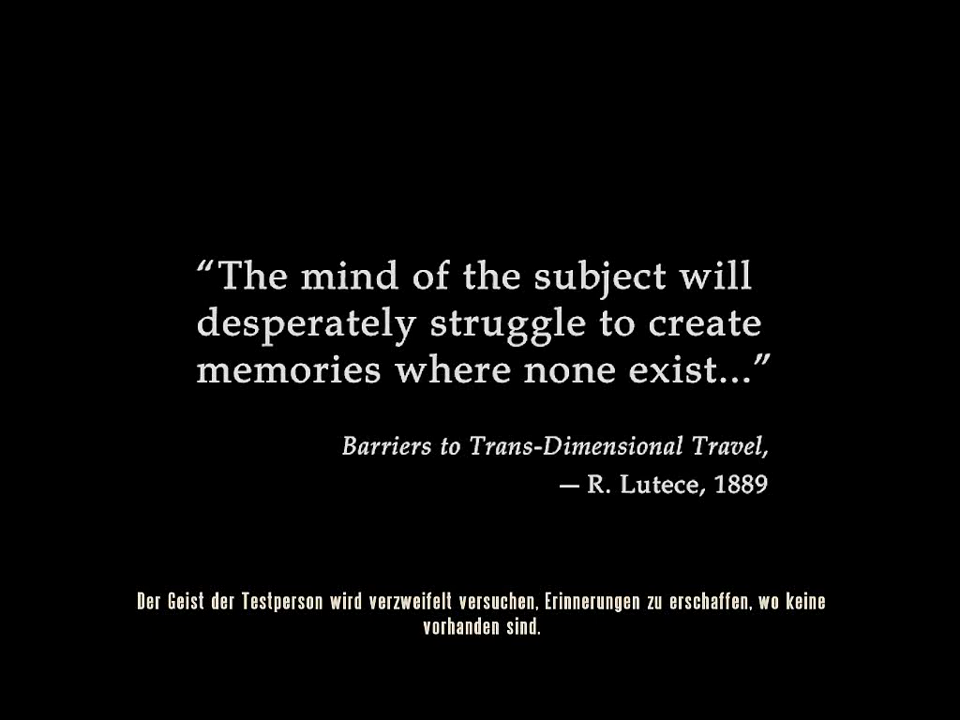 “The mind of the subject will
desperately struggle to create
memories where none exist...”
Barriers to Trans-Dimensional Travel,
— R. Lutece, 1889
Der Geist der Testperson wird verzweifelt versuchen, Erinnerungen zu erschaffen, wo keine
vorhanden sind.